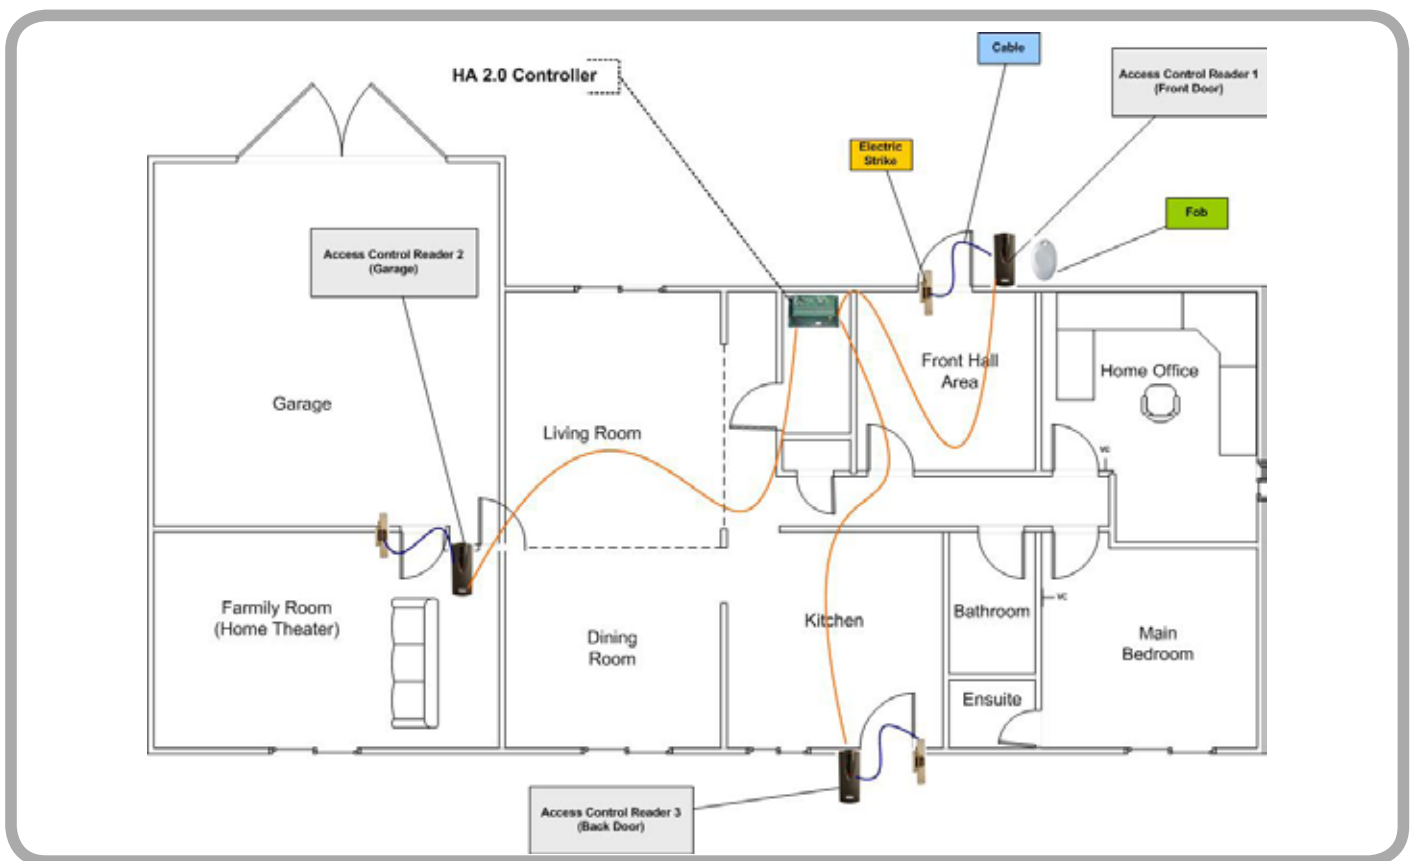 Cable
HA 2.0 Controller
Access Control Reader 1
(Front Door)
Electric
Strike
Fob
Access Control Reader 2
(Garage)
Front Hall
Area
Home Office
Garage
Living Room
VC
VC
Farmily Room
(Home Theater)
Dining
Room
Kitchen
Bathroom
Main
Bedroom
Ensuite
Access Control Reader 3
(Back Door)